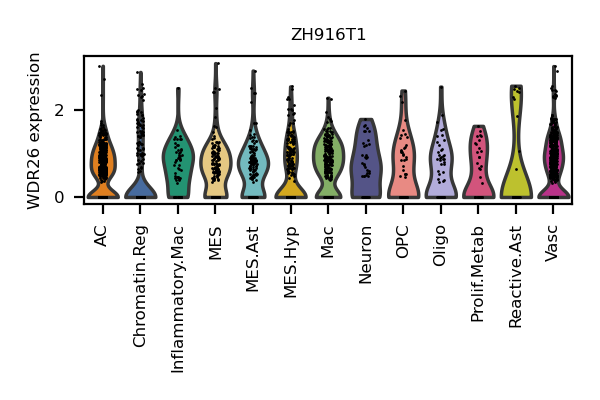 ZH916T1
WDR26 expression
2
0
AC
Chromatin.Reg
Inflammatory.Mac
MES
MES.Ast
MES.Hyp
Mac
Neuron
OPC
Oligo
Prolif.Metab
Reactive.Ast
Vasc